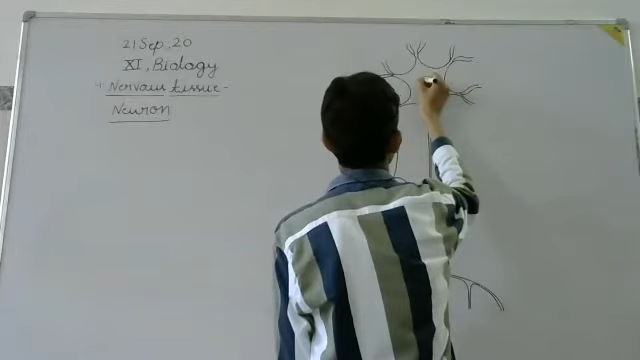 21 Sep, 20
XI, Biology
" Nervous tissue -
Neuron